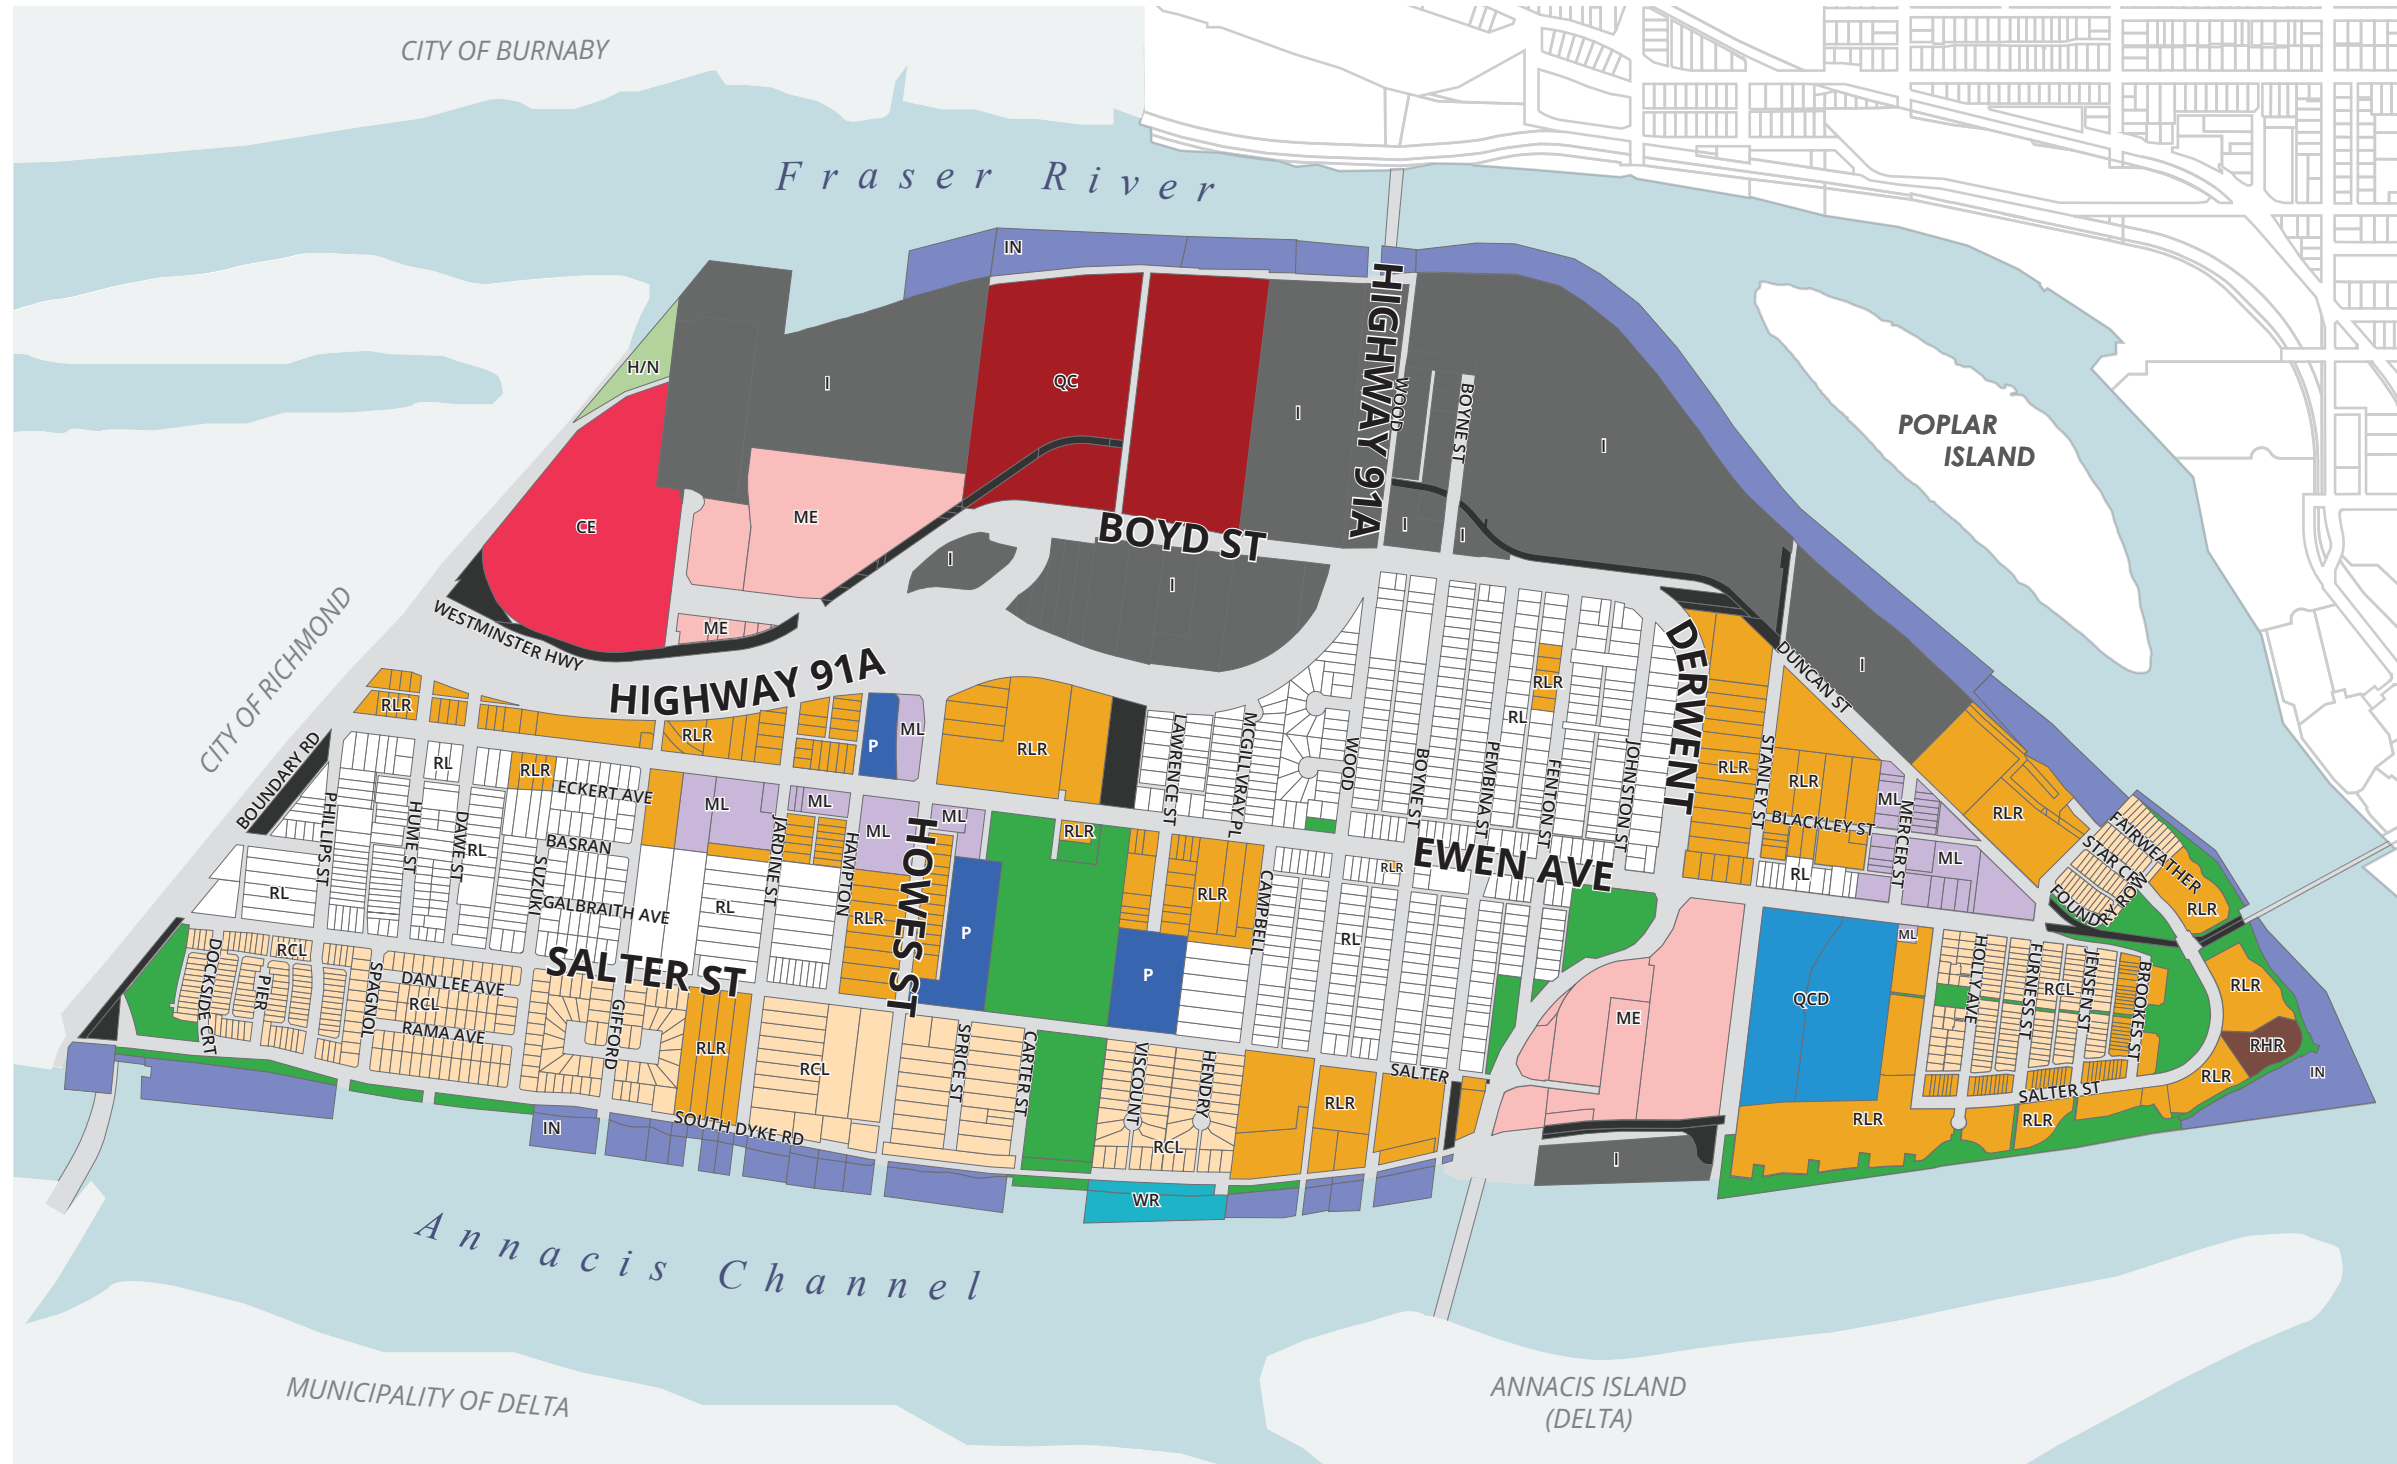 CITY OF BURNABY
Fraser River
IN
H/N
I
QC
I
HIGHWAY 91A
WOOD
BOYNE ST
I
POPLAR
ISLAND
CE
ME
I
I
BOYD ST
I
I
ME
WESTMINSTER HWY
CITY OF RICHMOND
HIGHWAY 91A
DERWENT
DUNCAN ST
I
RLR
RLR
P
ML
RLR
LAWRENCE ST
MCGILLVRAY PL
WOOD
BOYNE ST
PEMBINA ST
RL
RLR
FENTON ST
JOHNSTON ST
RLR
STANLEY ST
RLR
ML
MERCER ST
BLACKLEY ST
RLR
BOUNDARY RD
RL
RLR
ECKERT AVE
ML
ML
ML
ML
RLR
PHILLIPS ST
HUME ST
DAWE ST
RL
SUZUKI
BASRAN
JARDINE ST
HAMPTON
HOWES ST
EWEN AVE
RLR
RL
ML
FAIRWEATHER
STAR CR
FOUNDRY ROW
RLR
RL
GALBRAITH AVE
RL
RLR
P
RLR
CAMPBELL
RL
P
SALTER ST
DOCKSIDE CRT
RCL
PIER
SPAGNOL
DAN LEE AVE
RCL
RAMA AVE
GIFFORD
RLR
RCL
SPRICE ST
CARTER ST
VISCOUNT
HENDRY
RCL
RLR
SALTER
ME
QCD
ML
HOLLY AVE
FURNESS ST
RCL
JENSEN ST
BROOKES ST
RLR
RHR
RLR
IN
SALTER ST
RLR
RLR
I
IN
SOUTH DYKE RD
WR
Annacis Channel
MUNICIPALITY OF DELTA
ANNACIS ISLAND
(DELTA)